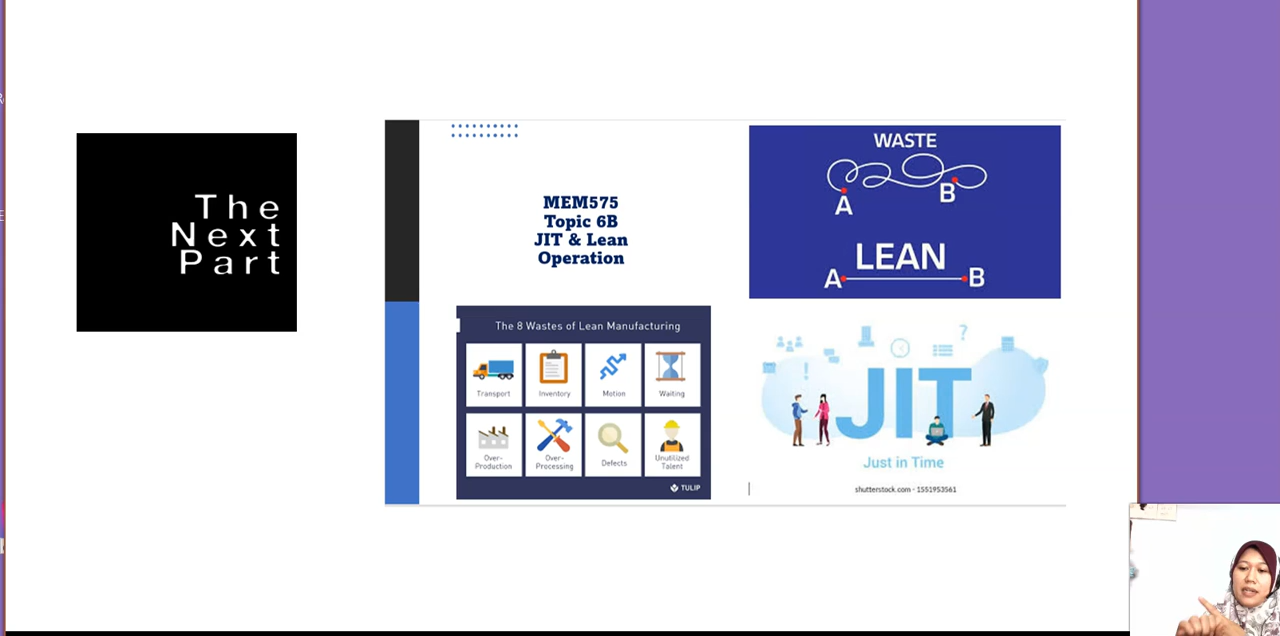 The
Next
Part
MEM575
Topic 6B
JIT & Lean
Operation
WASTE
A
B
LEAN
A
B
The 8 Wastes of Lean Manufacturing
Transport
Inventory
Motion
Waiting
Over-
Production
Over-
Processing
Defects
Unutilized
Talent
TULIP
JIT
Just in Time
shutterstock.com - 1551953561